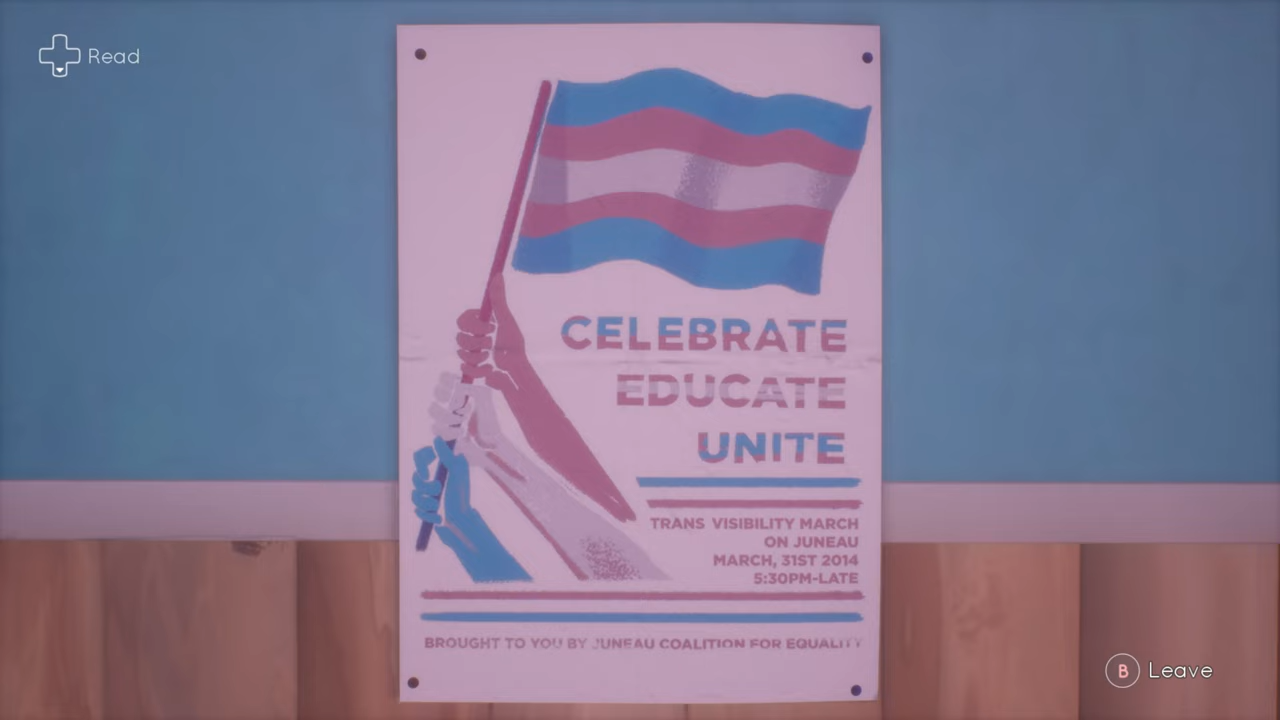 Read
CELEBRATE
EDUCATE
UNITE
TRANS VISIBILITY MARCH
ON JUNEAU
MARCH, 31ST 2014
5:30PM-LATE
BROUGHT TO YOU BY JUNEAU COALITION FOR EQUALITY
B Leave